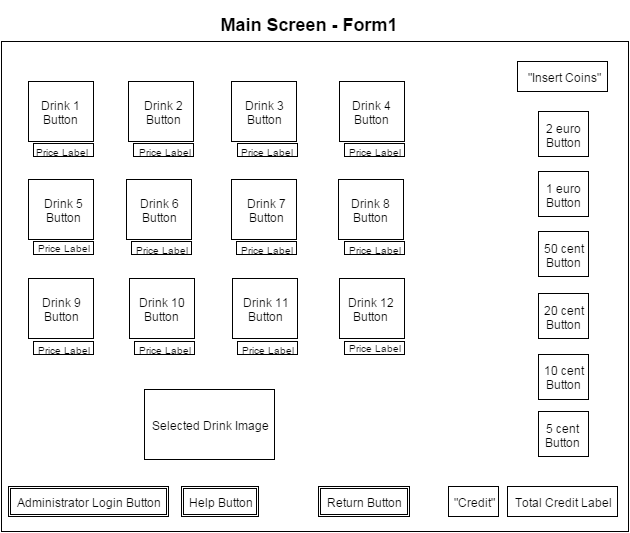 Main Screen - Form1
"Insert Coins"
Drink 1
Button
Price Label
Drink 2
Button
Price Label
Drink 3
Button
Price Label
Drink 4
Button
Price Label
2 euro
Button
1 euro
Button
Drink 5
Button
Price Label
Drink 6
Button
Price Label
Drink 7
Button
Price Label
Drink 8
Button
Price Label
50 cent
Button
Drink 9
Button
Price Label
Drink 10
Button
Price Label
Drink 11
Button
Price Label
Drink 12
Button
Price Label
20 cent
Button
10 cent
Button
Selected Drink Image
5 cent
Button
Administrator Login Button
Help Button
Return Button
"Credit"
Total Credit Label